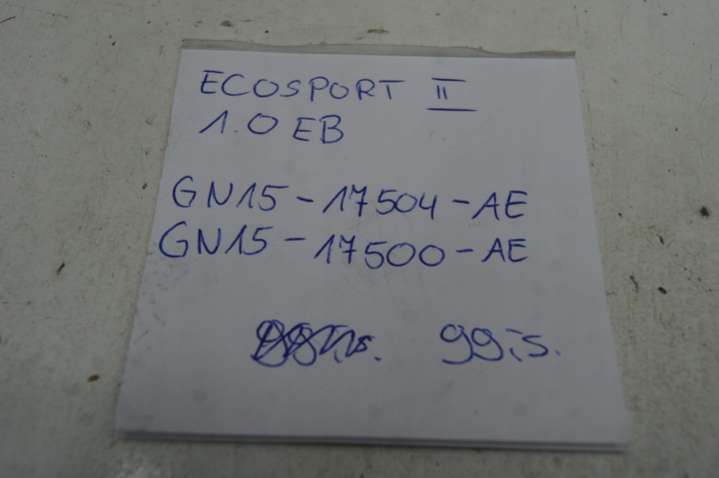 ECOSPORT II
1.0 EB
GN15-17504-AE
GN15-17500-AE
99;s.